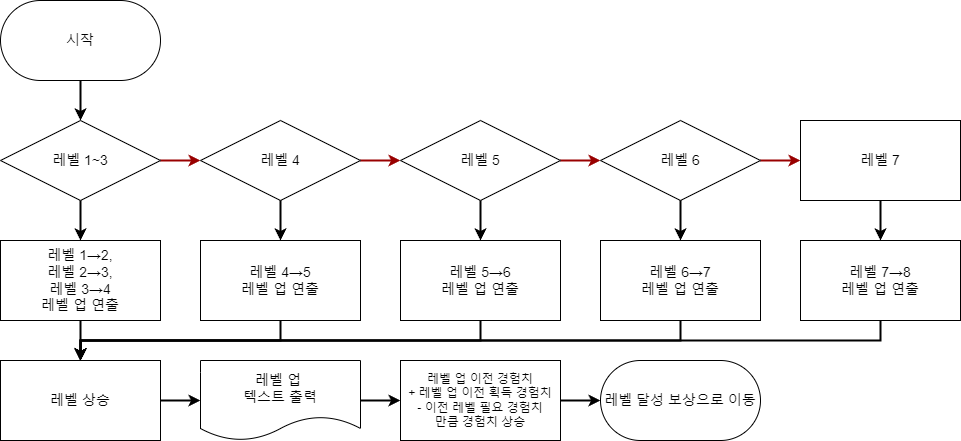 시작
레벨 1~3
레벨 4
레벨 5
레벨 6
레벨 7
레벨 1→2,
레벨 2→3,
레벨 3→4
레벨 업 연출
레벨 4→5
레벨 업 연출
레벨 5→6
레벨 업 연출
레벨 6→7
레벨 업 연출
레벨 7→8
레벨 업 연출
레벨 상승
레벨 업
텍스트 출력
레벨 업 이전 경험치
+ 레벨 업 이전 획득 경험치
- 이전 레벨 필요 경험치
만큼 경험치 상승
레벨 달성 보상으로 이동